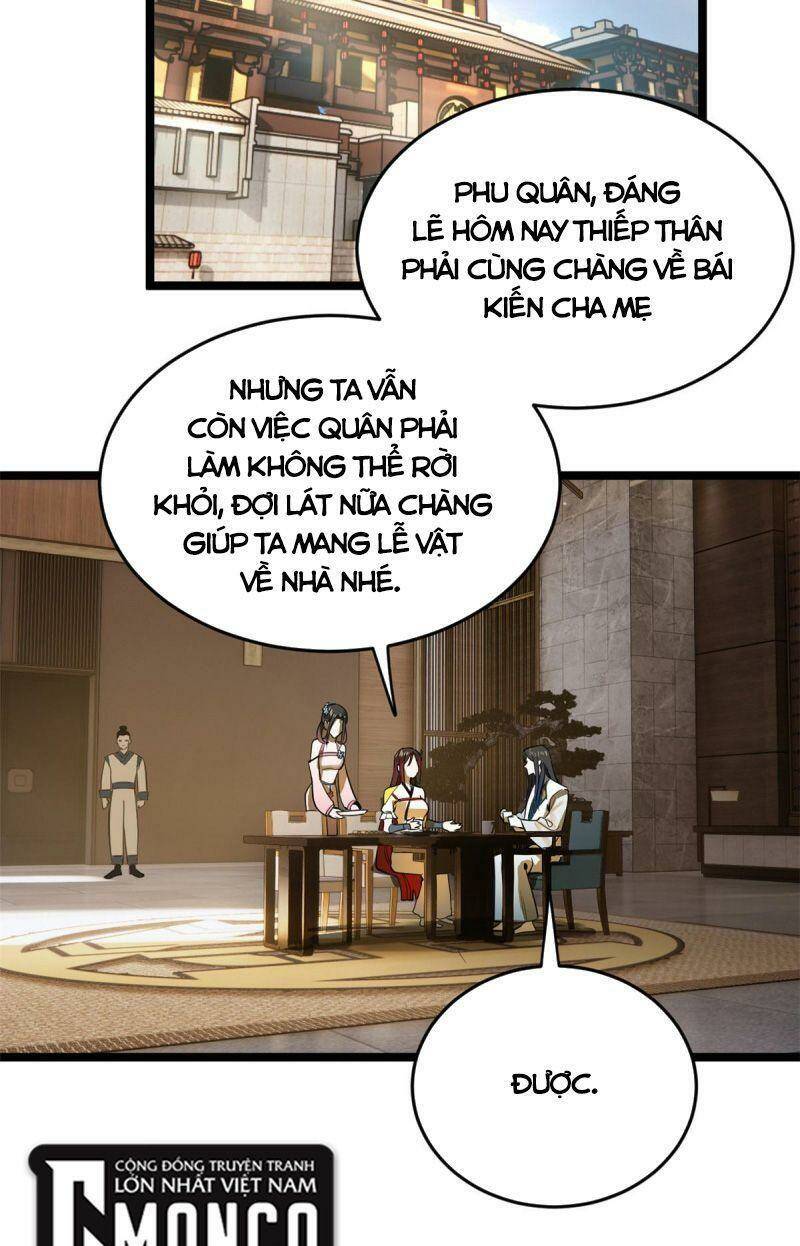 PHU QUÂN, ĐÁNG
LẼ HÔM NAY THIẾP THÂN
PHẢI CÙNG CHÀNG VỀ BÁI
KIẾN CHA MẸ
NHƯNG TA VẪN
CÒN VIỆC QUÂN PHẢI
LÀM KHÔNG THỂ RỜI
KHỎI, ĐỢI LÁT NỮA CHÀNG
GIÚP TA MANG LỄ VẬT
VỀ NHÀ NHÉ.
ĐƯỢC.
CỘNG ĐỒNG TRUYỆN TRANH
LỚN NHẤT VIỆT NAM